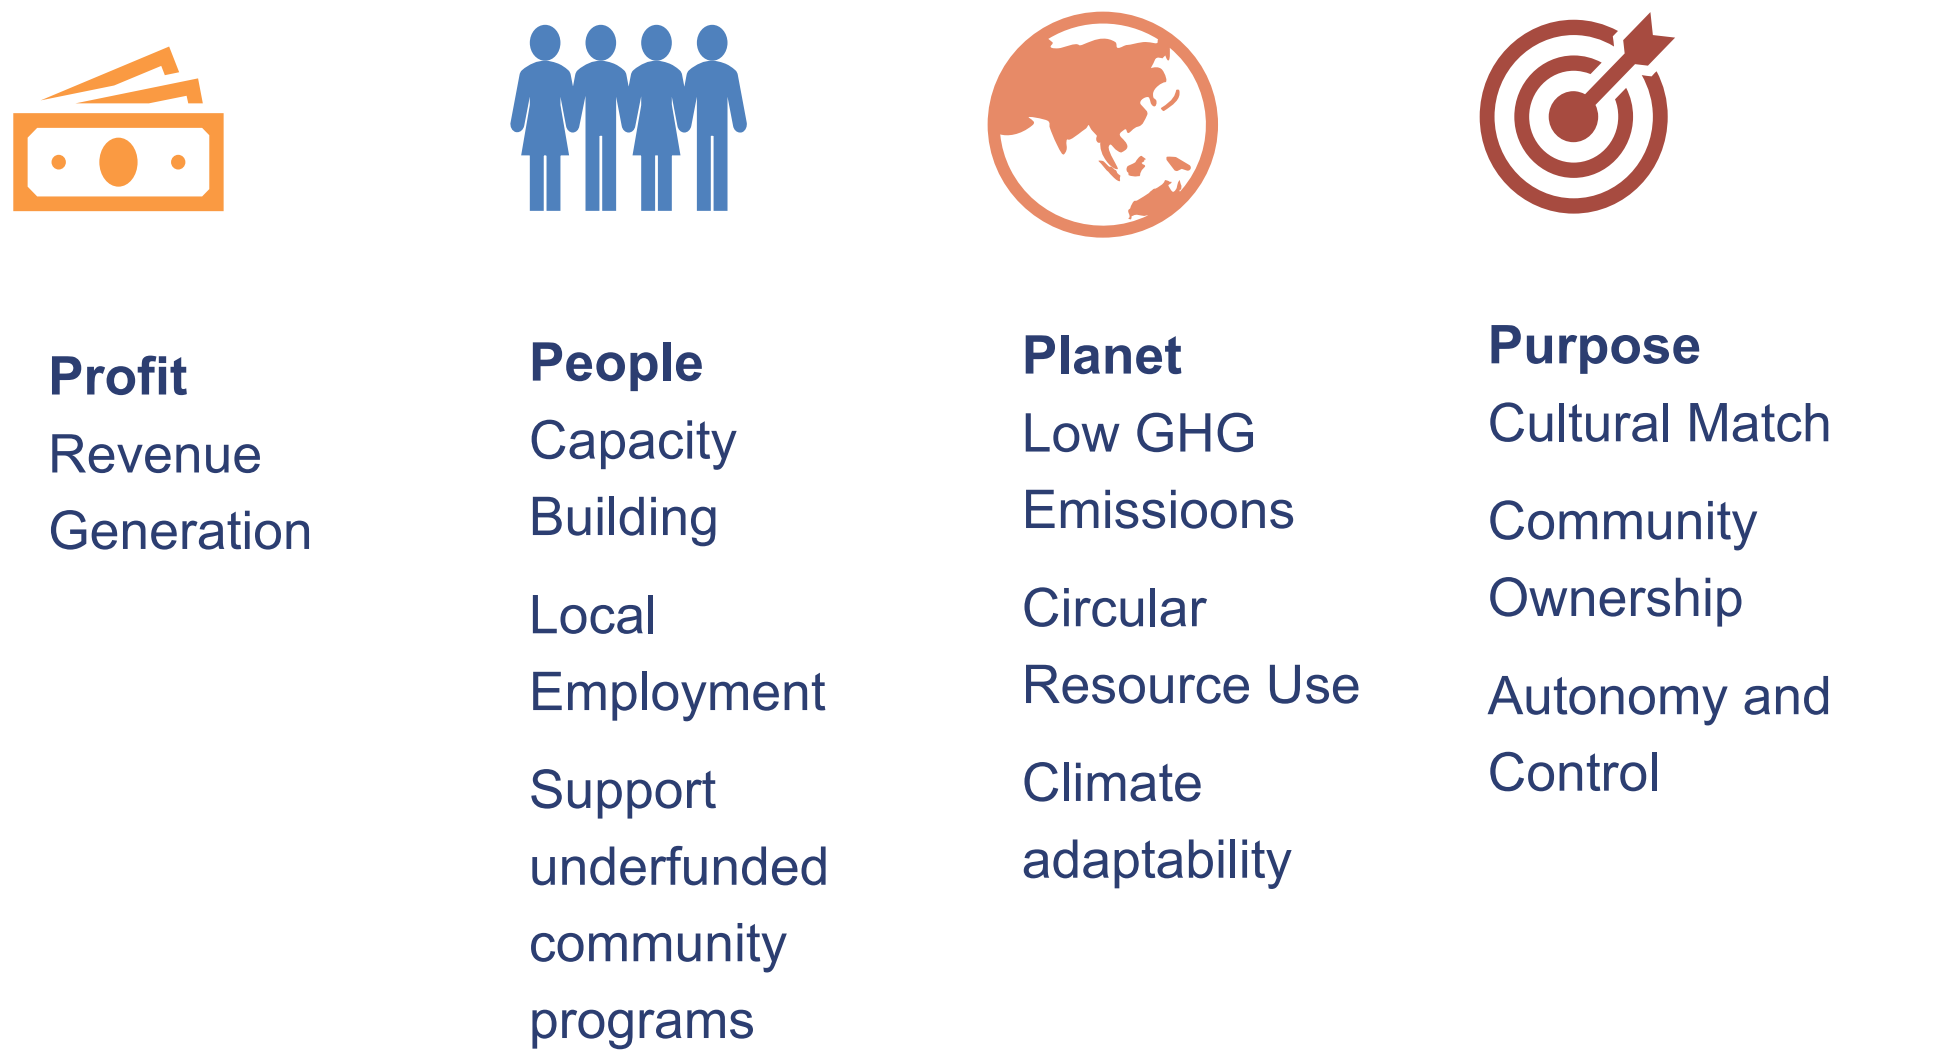 Profit
Revenue
Generation
People
Capacity
Building
Local
Employment
Support
underfunded
community
programs
Planet
Low GHG
Emissioons
Circular
Resource Use
Climate
adaptability
Purpose
Cultural Match
Community
Ownership
Autonomy and
Control